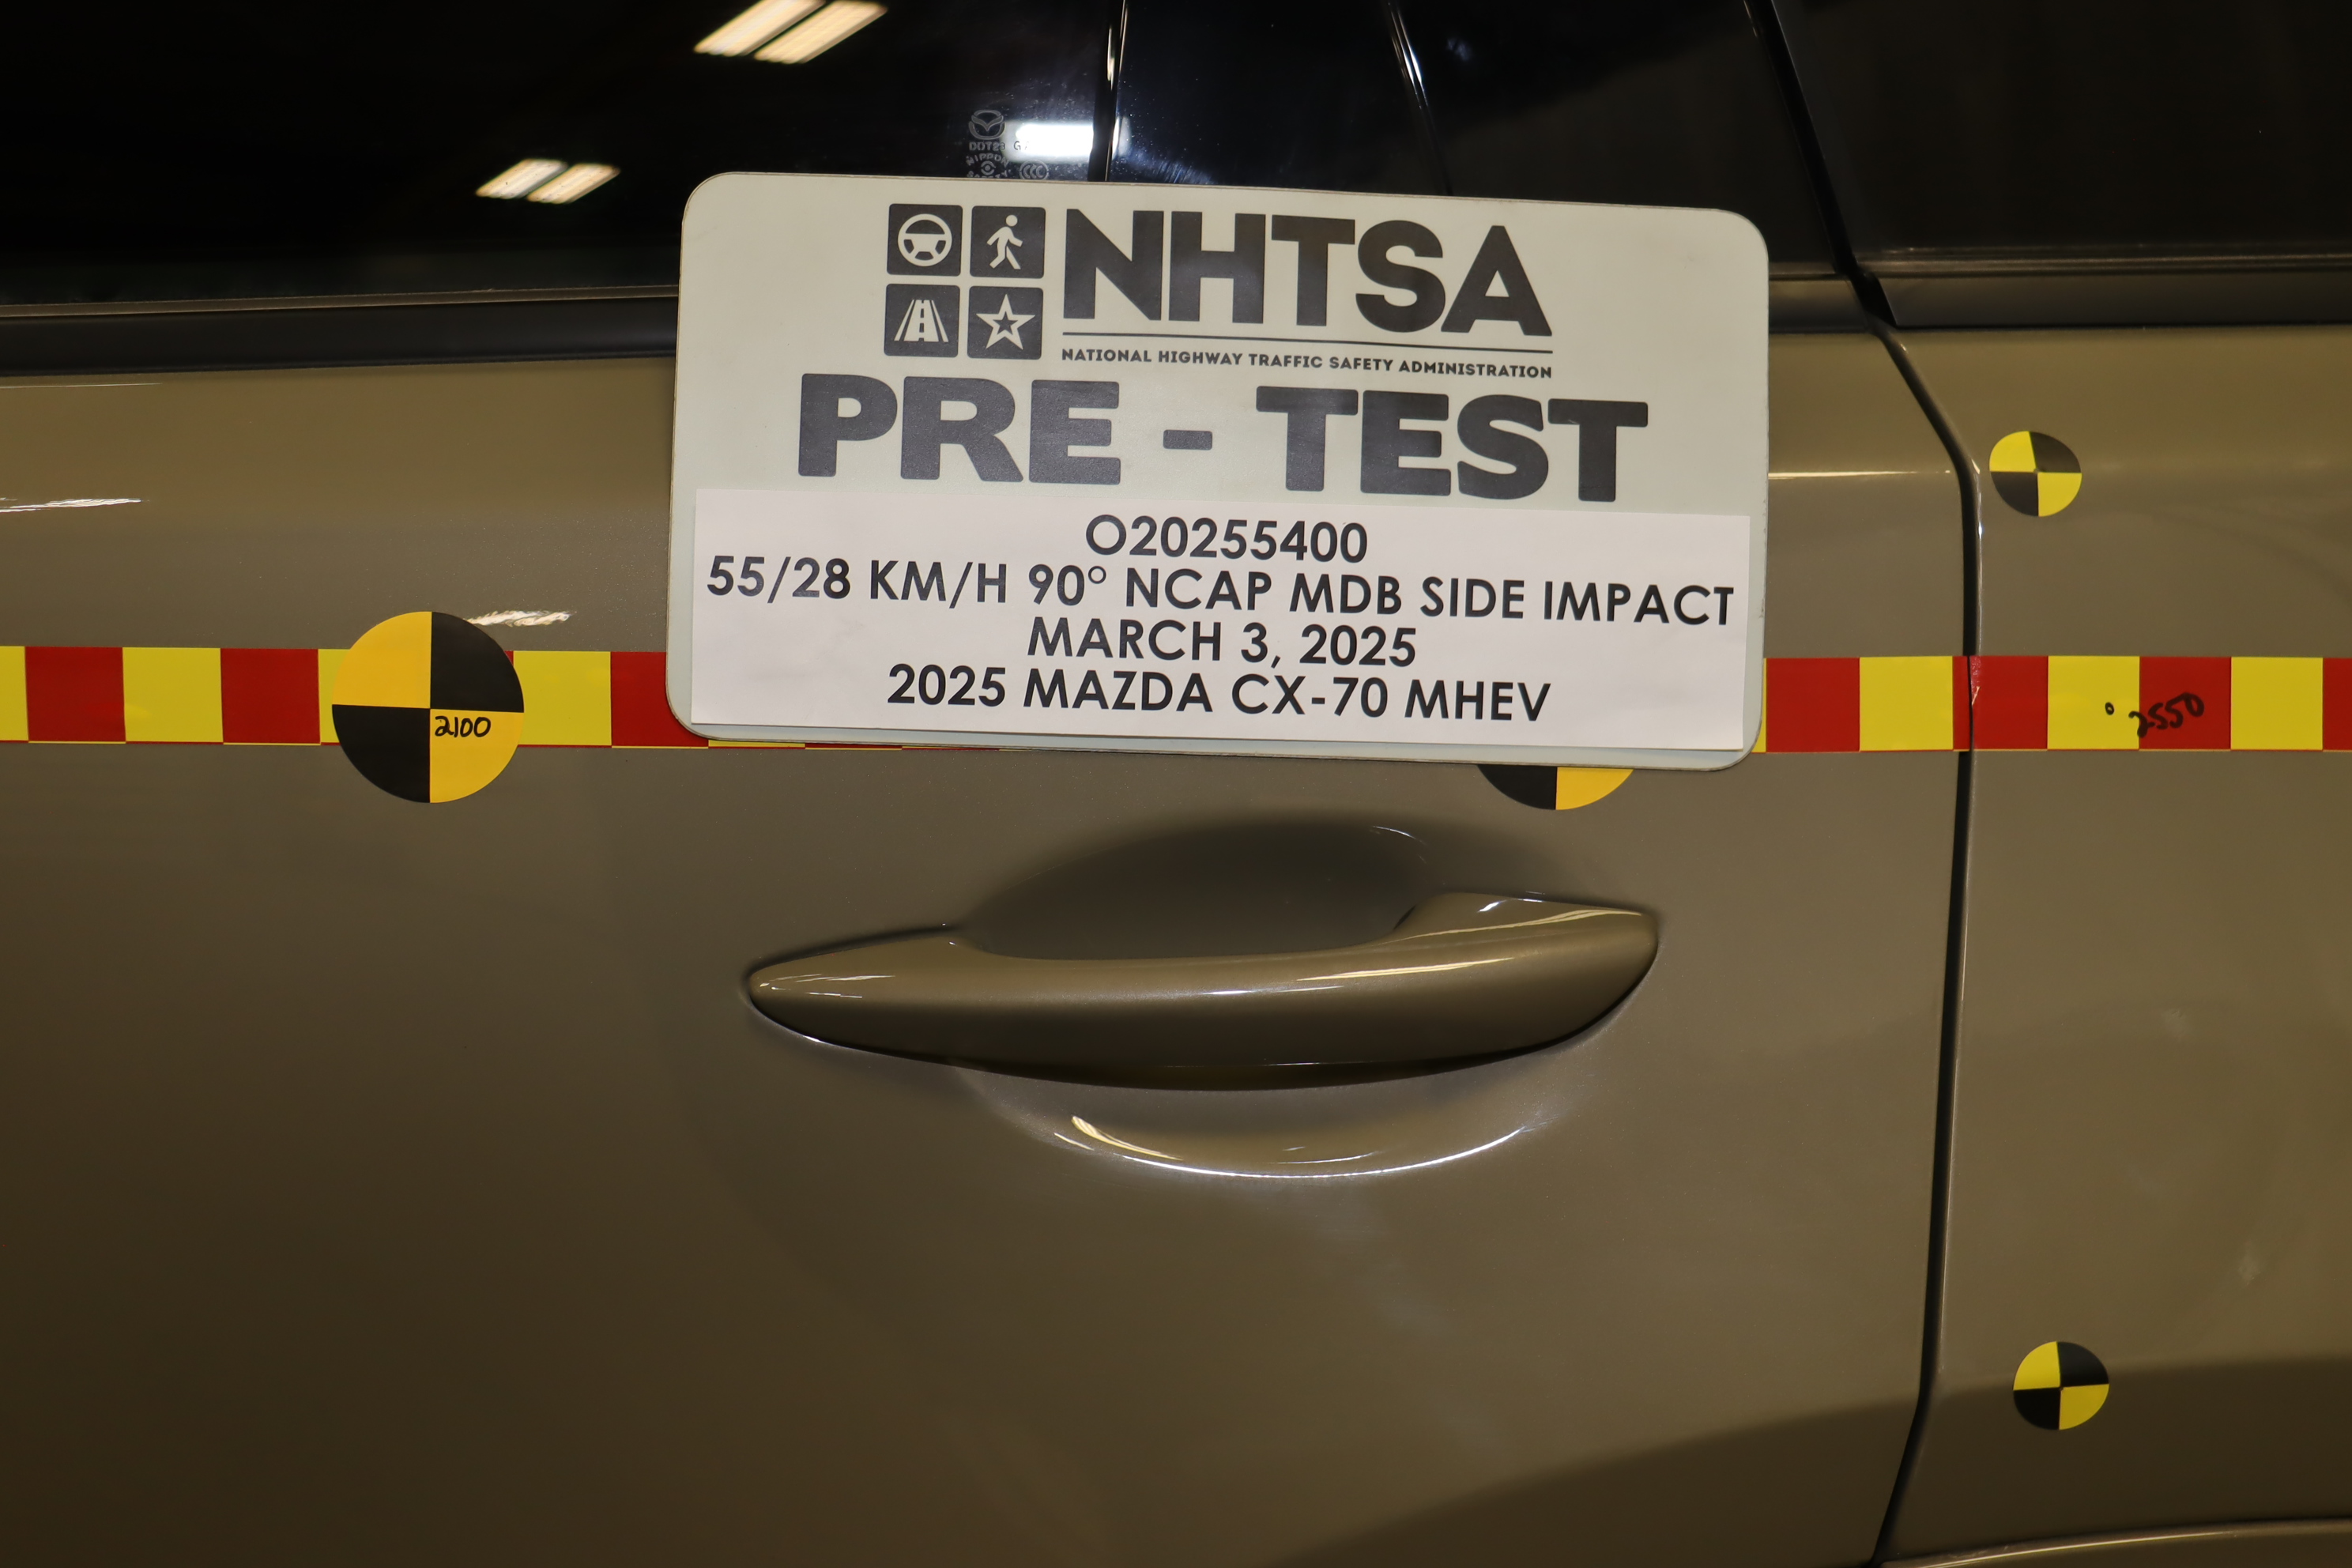 NHTSA
NATIONAL HIGHWAY TRAFFIC SAFETY ADMINISTRATION
PRE - TEST
O20255400
55/28 KM/H 90° NCAP MDB SIDE IMPACT
MARCH 3, 2025
2025 MAZDA CX-70 MHEV
2100
2550